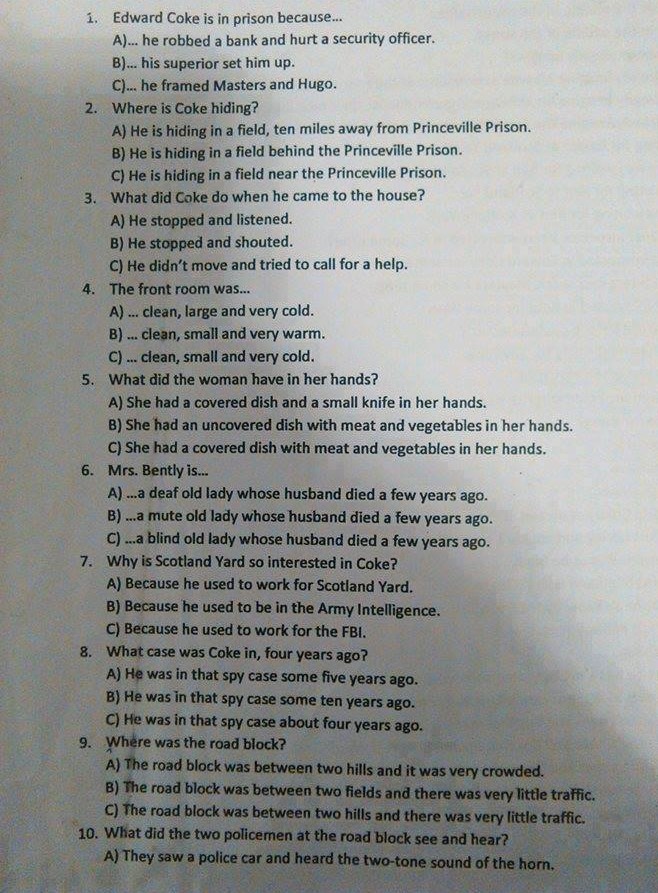 1. Edward Coke is in prison because...
A)... he robbed a bank and hurt a security officer.
B)... his superior set him up.
C)... he framed Masters and Hugo.
2. Where is Coke hiding?
A) He is hiding in a field, ten miles away from Princeville Prison.
B) He is hiding in a field behind the Princeville Prison.
C) He is hiding in a field near the Princeville Prison.
3. What did Coke do when he came to the house?
A) He stopped and listened.
B) He stopped and shouted.
C) He didn't move and tried to call for a help.
4. The front room was...
A) ... clean, large and very cold.
B) ... clean, small and very warm.
C) ... clean, small and very cold.
5. What did the woman have in her hands?
A) She had a covered dish and a small knife in her hands.
B) She had an uncovered dish with meat and vegetables in her hands.
C) She had a covered dish with meat and vegetables in her hands.
6. Mrs. Bently is...
A) ...a deaf old lady whose husband died a few years ago.
B) ...a mute old lady whose husband died a few years ago.
C) ...a blind old lady whose husband died a few years ago.
7. Why is Scotland Yard so interested in Coke?
A) Because he used to work for Scotland Yard.
B) Because he used to be in the Army Intelligence.
C) Because he used to work for the FBI.
8. What case was Coke in, four years ago?
A) He was in that spy case some five years ago.
B) He was in that spy case some ten years ago.
C) He was in that spy case about four years ago.
9. Where was the road block?
A) The road block was between two hills and it was very crowded.
B) The road block was between two fields and there was very little traffic.
C) The road block was between two hills and there was very little traffic.
10. What did the two policemen at the road block see and hear?
A) They saw a police car and heard the two-tone sound of the horn.